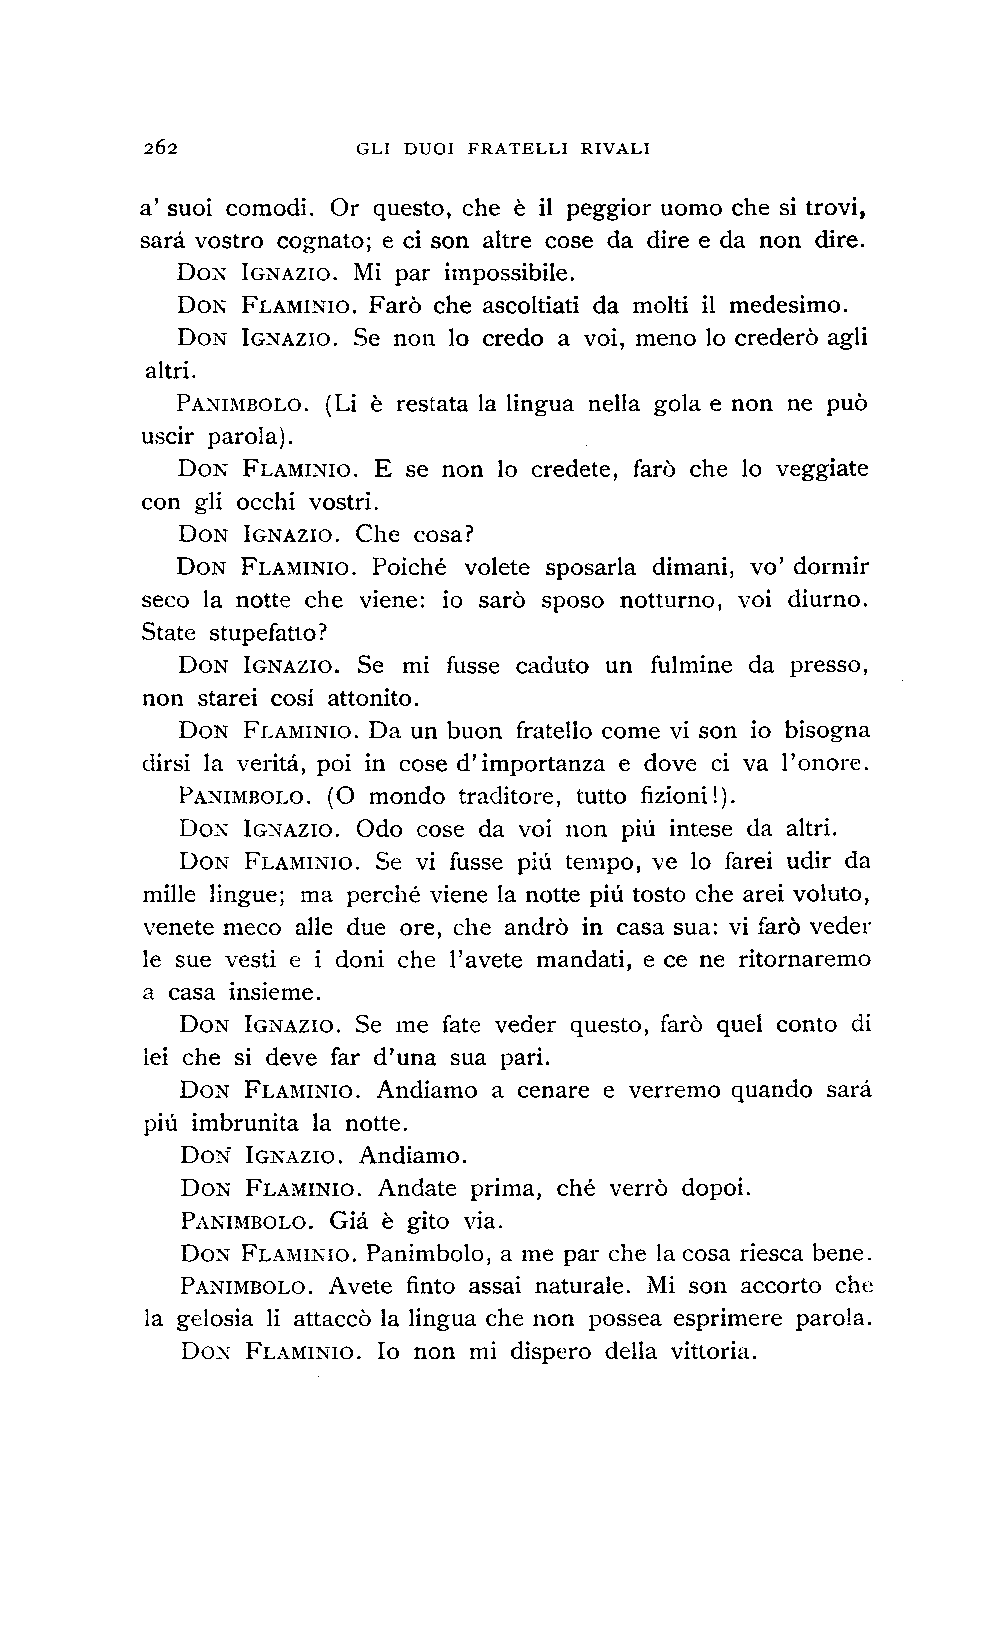 262 GLI DUOI FRATELLI RIVALI
a' suoi comodi. Or questo, che è il peggior uomo che si trovi,
sará vostro cognato; e ci son altre cose da dire e da non dire.
DON IGNAZIO. Mi par impossibile.
DON FLAMINIO. Farò che ascoltiati da molti il medesimo.
DON IGNAZIO. Se non lo credo a voi, meno lo crederò agli
altri.
PANIMBOLO. (Li è restata la lingua nella gola e non ne può
uscir parola).
DON FLAMINIO. E se non lo credete, farò che lo veggiate
con gli occhi vostri.
DON IGNAZIO. Che cosa?
DON FLAMINIO. Poiché volete sposarla dimani, vo' dormir
seco la notte che viene: io sarò sposo notturno, voi diurno.
State stupefatto?
DON IGNAZIO. Se mi fusse caduto un fulmine da presso,
non starei cosí attonito.
DON FLAMINIO. Da un buon fratello come vi son io bisogna
dirsi la veritá, poi in cose d'importanza e dove ci va l'onore.
PANIMBOLO. (O mondo traditore, tutto fizioni!).
DON IGNAZIO. Odo cose da voi non piú intese da altri.
DON FLAMINIO. Se vi fusse piú tempo, ve lo farei udir da
mille lingue; ma perché viene la notte piú tosto che arei voluto,
venete meco alle due ore, che andrò in casa sua: vi farò veder
le sue vesti e i doni che l'avete mandati, e ce ne ritornaremo
a casa insieme.
DON IGNAZIO. Se me fate veder questo, farò quel conto di
lei che si deve far d'una sua pari.
DON FLAMINIO. Andiamo a cenare e verremo quando sará
piú imbrunita la notte.
DON IGNAZIO. Andiamo.
DON FLAMINIO. Andate prima, ché verrò dopoi.
PANIMBOLO. Giá è gito via.
DON FLAMINIO. Panimbolo, a me par che la cosa riesca bene.
PANIMBOLO. Avete finto assai naturale. Mi son accorto che
la gelosia li attaccò la lingua che non possea esprimere parola.
DON FLAMINIO. Io non mi dispero della vittoria.